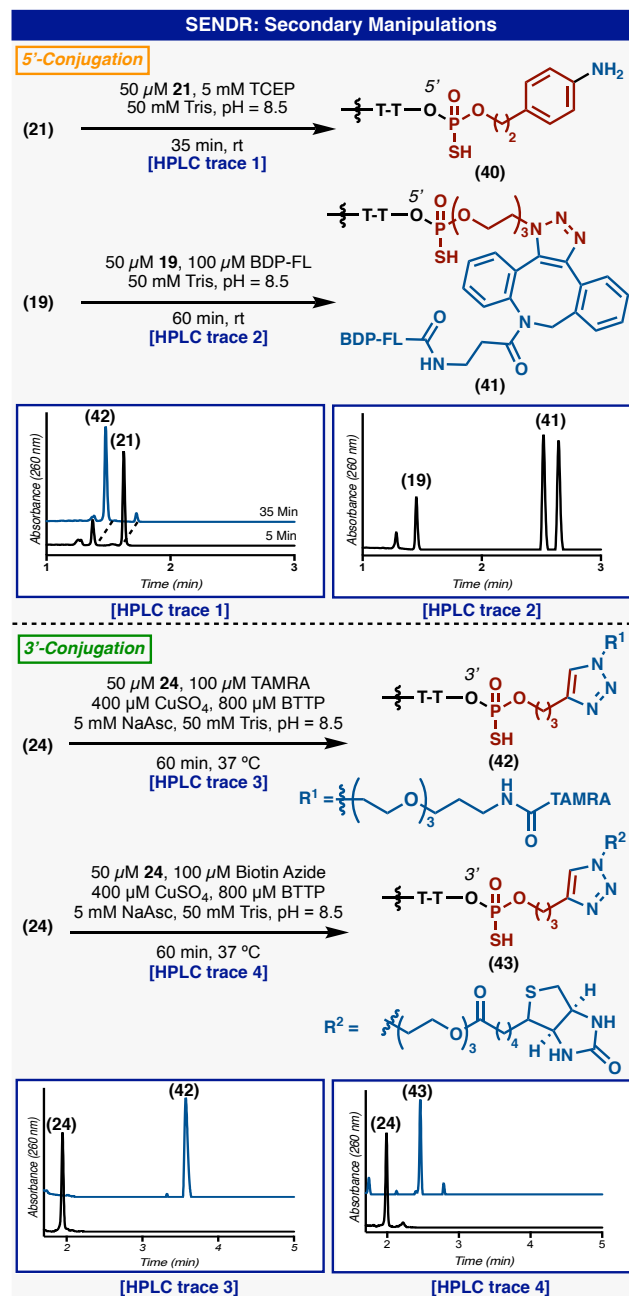 SENDR: Secondary Manipulations
5'-Conjugation
50 µM 21, 5 mM TCEP
50 mM Tris, pH = 8.5
(21)
35 min, rt
[HPLC trace 1]
5'
T-T
O
O
P
O
SH
2
NH2
(40)
50 µM 19, 100 µM BDP-FL
50 mM Tris, pH = 8.5
(19)
60 min, rt
[HPLC trace 2]
5'
T-T
O
O
P
O
SH
3
N
N
N
N
O
BDP-FL
O
HN
(41)
(42)
(21)
Absorbance (260 nm)
35 Min
5 Min
1
2
3
Time (min)
[HPLC trace 1]
(41)
(19)
Absorbance (260 nm)
1
2
3
Time (min)
[HPLC trace 2]
3'-Conjugation
50 µM 24, 100 µM TAMRA
400 µM CuSO4, 800 µM BTTP
5 mM NaAsc, 50 mM Tris, pH = 8.5
(24)
60 min, 37 ºC
[HPLC trace 3]
3'
T-T
O
O
P
O
SH
3
R1
N
N
N
(42)
R1 =
O
3
H
N
TAMRA
O
50 µM 24, 100 µM Biotin Azide
400 µM CuSO4, 800 µM BTTP
5 mM NaAsc, 50 mM Tris, pH = 8.5
(24)
60 min, 37 ºC
[HPLC trace 4]
3'
T-T
O
O
P
O
SH
3
R2
N
N
N
(43)
R2 =
O
3
O
4
S
H
H
NH
HN
O
(24)
(42)
Absorbance (260 nm)
2
3
4
5
Time (min)
[HPLC trace 3]
(43)
(24)
Absorbance (260 nm)
2
3
4
5
Time (min)
[HPLC trace 4]